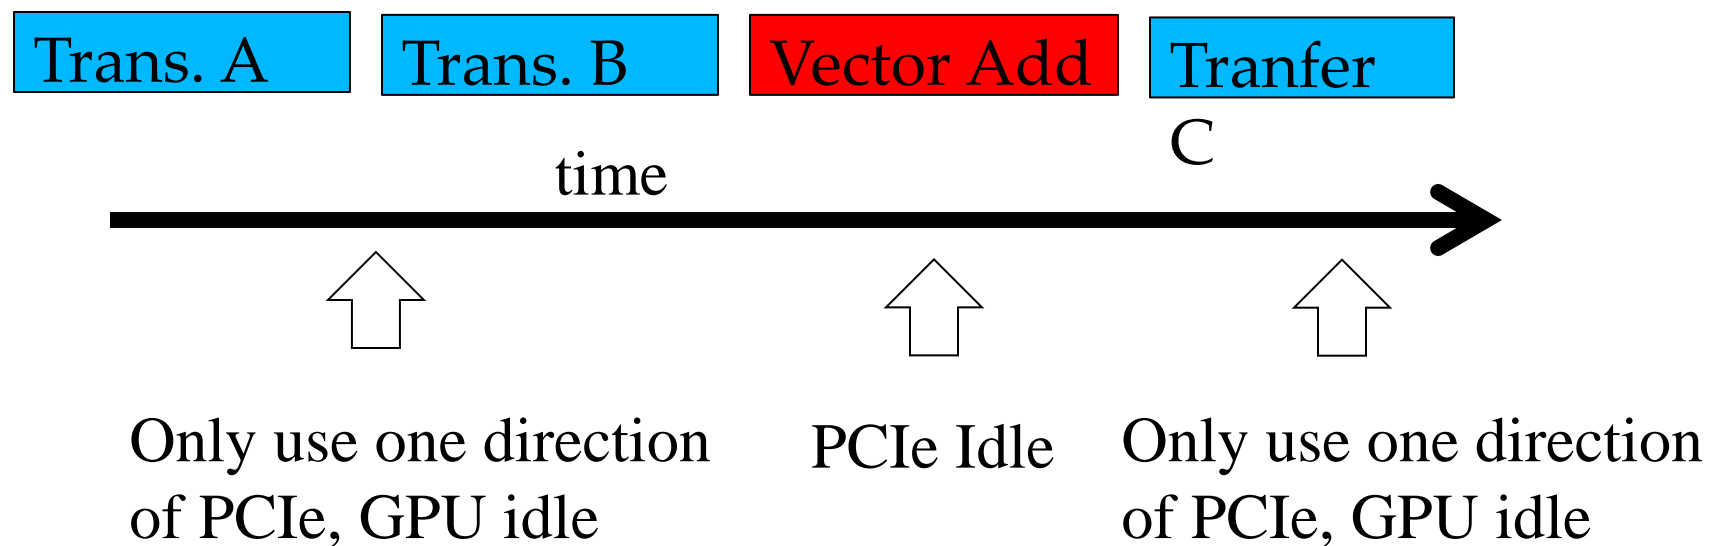 Trans. A
Trans. B
Vector Add
Tranfer
C
time
Only use one direction
of PCIe, GPU idle
PCIe Idle
Only use one direction
of PCIe, GPU idle